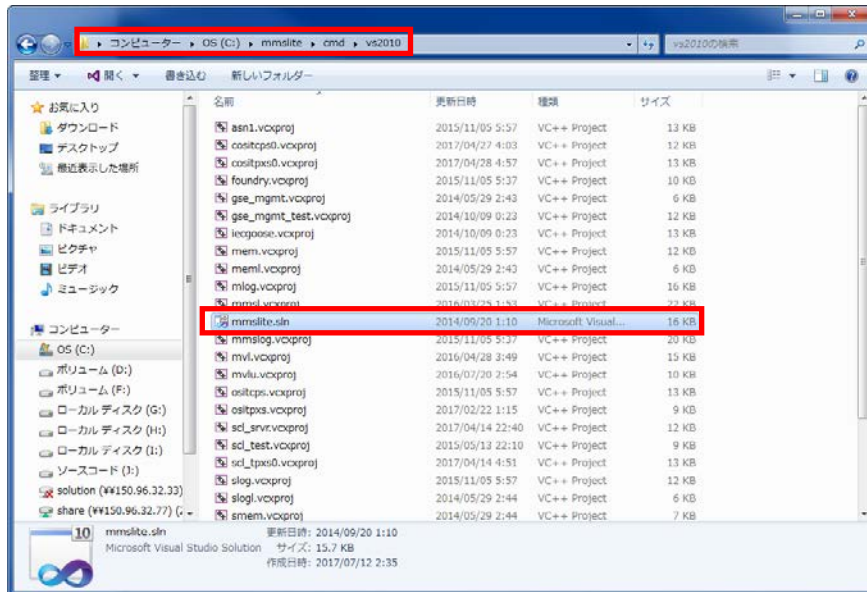 コンピューター ▸ OS (C:) ▸ mmslite ▸ cmd ▸ vs2010
vs2010の検索
整理 開く 書き込む 新しいフォルダー
名前 更新日時 種類 サイズ
お気に入り
ダウンロード
デスクトップ
最近表示した場所
ライブラリ
ドキュメント
ピクチャ
ビデオ
ミュージック
コンピューター
OS (C:)
ボリューム (D:)
ボリューム (F:)
ローカル ディスク (G:)
ローカル ディスク (H:)
ローカル ディスク (I:)
ソースコード (J:)
solution (¥¥150.96.32.33)
share (¥¥150.96.32.77) (
asn1.vcxproj 2015/11/05 5:57 VC++ Project 13 KB
cositcps0.vcxproj 2017/04/27 4:03 VC++ Project 12 KB
cositpxs0.vcxproj 2017/04/28 4:57 VC++ Project 13 KB
foundry.vcxproj 2015/11/05 5:37 VC++ Project 10 KB
gse_mgmt.vcxproj 2014/05/29 2:43 VC++ Project 6 KB
gse_mgmt_test.vcxproj 2014/10/09 0:23 VC++ Project 12 KB
iecgoose.vcxproj 2014/10/09 0:23 VC++ Project 13 KB
mem.vcxproj 2015/11/05 5:57 VC++ Project 12 KB
meml.vcxproj 2014/05/29 2:43 VC++ Project 6 KB
mlog.vcxproj 2015/11/05 5:57 VC++ Project 16 KB
mmsl.vcxproj 2016/03/25 1:53 VC++ Project 22 KB
mmslite.sln 2014/09/20 1:10 Microsoft Visual... 16 KB
mmslog.vcxproj 2015/11/05 5:37 VC++ Project 20 KB
mvl.vcxproj 2016/04/28 3:49 VC++ Project 15 KB
mvlu.vcxproj 2016/07/20 2:54 VC++ Project 10 KB
ositcps.vcxproj 2015/11/05 5:57 VC++ Project 13 KB
ositpxs.vcxproj 2017/02/22 1:15 VC++ Project 9 KB
scl_srvr.vcxproj 2017/04/14 22:40 VC++ Project 12 KB
scl_test.vcxproj 2015/05/13 22:10 VC++ Project 9 KB
scl_tpxs0.vcxproj 2017/04/14 4:51 VC++ Project 13 KB
slog.vcxproj 2015/11/05 5:57 VC++ Project 12 KB
slogl.vcxproj 2014/05/29 2:44 VC++ Project 6 KB
smem.vcxproj 2014/05/29 2:44 VC++ Project 7 KB
10
mmslite.sln 更新日時: 2014/09/20 1:10
Microsoft Visual Studio Solution サイズ: 15.7 KB
作成日時: 2017/07/12 2:35